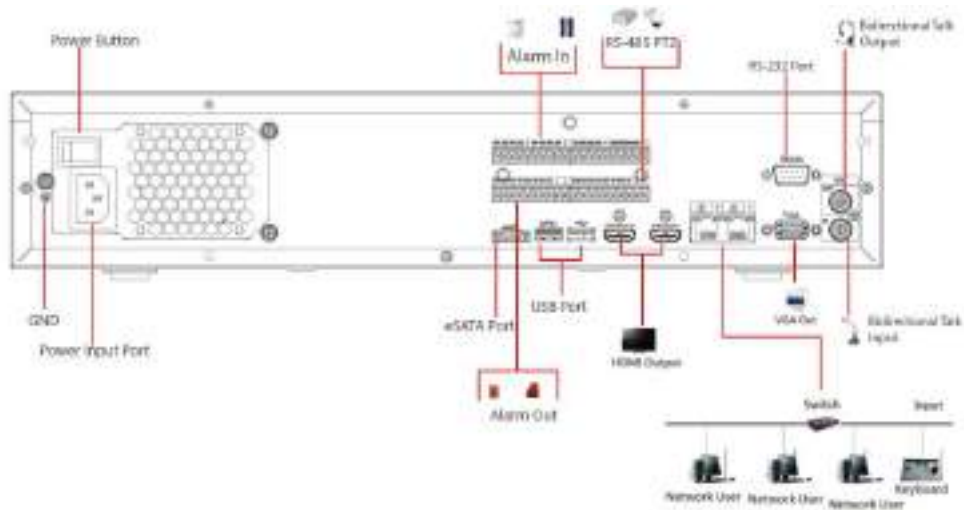 Power Button
Alarm In
RS-485 PTZ
Bidirectional Talk
Output
RS-232 Port
GND
Power Input Port
eSATA Port
USB Port
HDMI Output
VGA Out
Bidirectional Talk
Input
Alarm Out
Switch
Input
Network User
Network User
Network User
Keyboard